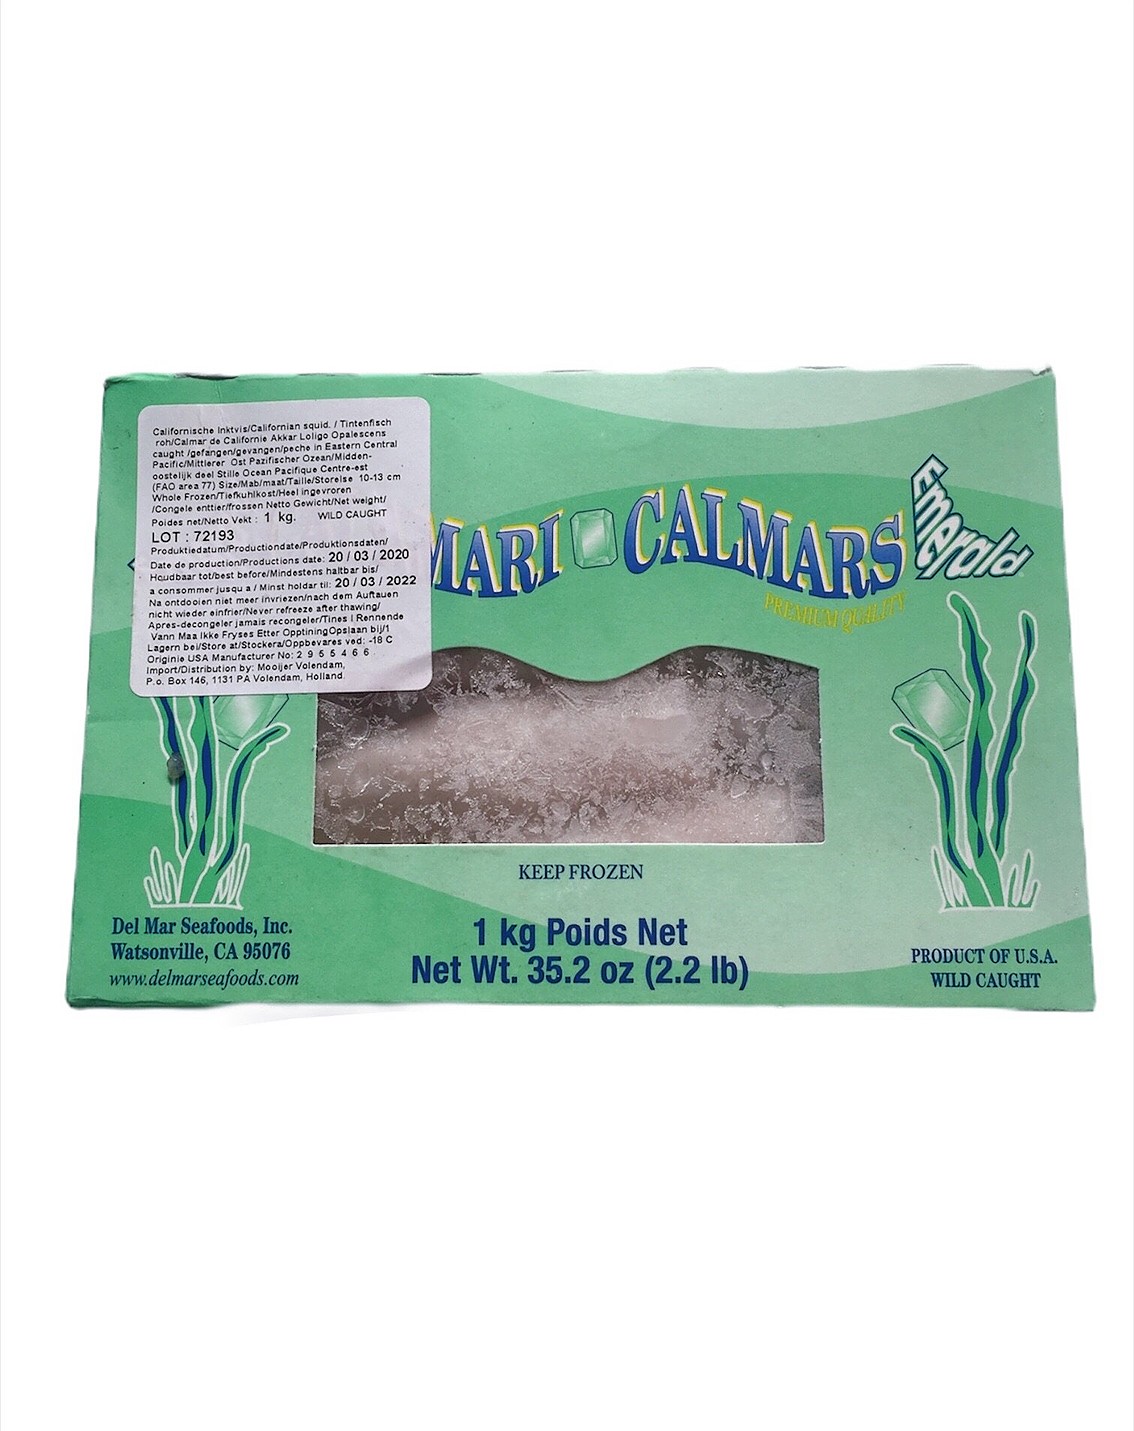 Californische Inktvis/Californian squid. / Tintenfisch
roh/Calmar de Californie Akkar Loligo Opalescens
caught /gefangen/gevangen/peche in Eastern Central
Pacific/Mittlerer Ost Pazifischer Ozean/Midden-
oostelijk deel Stille Ocean Pacifique Centre-est
(FAO area 77) Size/Mab/maat/Taille/Storelse 10-13 cm
Whole Frozen/Tiefkuhlkost/Heel ingevroren
/Congele enttier/frossen Netto Gewicht/Net weight/
Poides net/Netto Vekt : 1 kg. WILD CAUGHT
LOT : 72193
Produktiedatum/Productiondate/Produktionsdaten/
Date de production/Productions date: 20 / 03 / 2020
Houdbaar tot/best before/Mindestens haltbar bis/
a consommer jusqu a / Minst holdar til: 20 / 03 / 2022
Na ontdooien niet meer invriezen/nach dem Auftauen
nicht wieder einfrier/Never refreeze after thawing/
Apres-decongeler jamais recongeler/Tines I Rennende
Vann Maa Ikke Fryses Etter OpptiningOpslaan bij/1
Lagern bei/Store at/Stockera/Oppbevares ved: -18 C
Originie USA Manufacturer No: 2 9 5 5 4 6 6
Import/Distribution by: Mooijer Volendam,
P.o. Box 146, 1131 PA Volendam, Holland.
MARI CALMARS
Emerald
PREMIUM QUALITY
KEEP FROZEN
Del Mar Seafoods, Inc.
Watsonville, CA 95076
www.delmarseafoods.com
1 kg Poids Net
Net Wt. 35.2 oz (2.2 lb)
PRODUCT OF U.S.A.
WILD CAUGHT